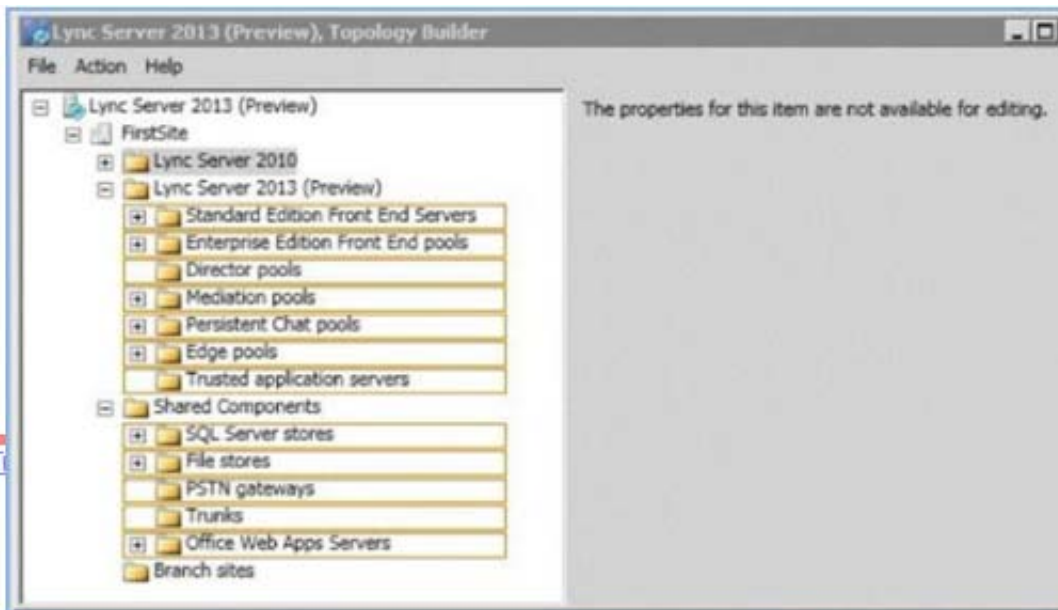 Lync Server 2013 (Preview), Topology Builder
File Action Help
Lync Server 2013 (Preview)
FirstSite
Lync Server 2010
Lync Server 2013 (Preview)
Standard Edition Front End Servers
Enterprise Edition Front End pools
Director pools
Mediation pools
Persistent Chat pools
Edge pools
Trusted application servers
Shared Components
SQL Server stores
File stores
PSTN gateways
Trunks
Office Web Apps Servers
Branch sites
The properties for this item are not available for editing.